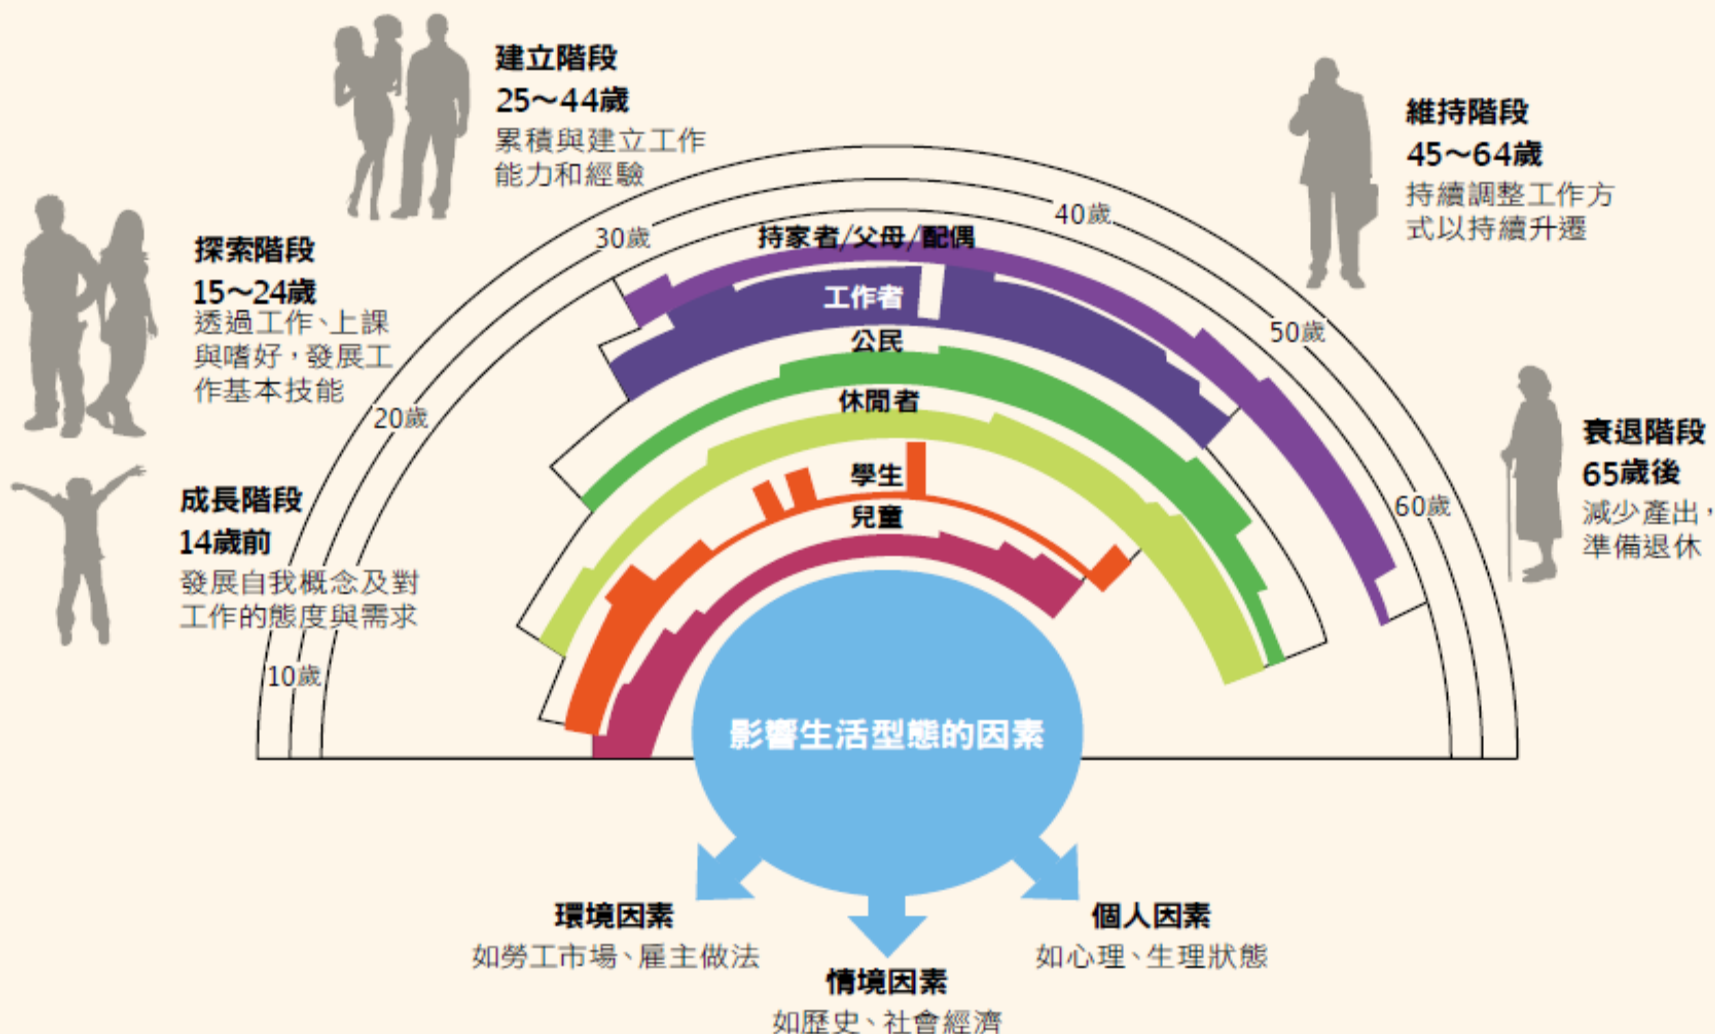 建立階段
25～44歲
累積與建立工作
能力和經驗
維持階段
45～64歲
持續調整工作方
式以持續升遷
探索階段
15～24歲
透過工作、上課
與嗜好，發展工
作基本技能
衰退階段
65歲後
減少產出，
準備退休
成長階段
14歲前
發展自我概念及對
工作的態度與需求
10歲
20歲
30歲
40歲
50歲
60歲
持家者/父母/配偶
工作者
公民
休閒者
學生
兒童
影響生活型態的因素
環境因素
如勞工市場、雇主做法
情境因素
如歷史、社會經濟
個人因素
如心理、生理狀態